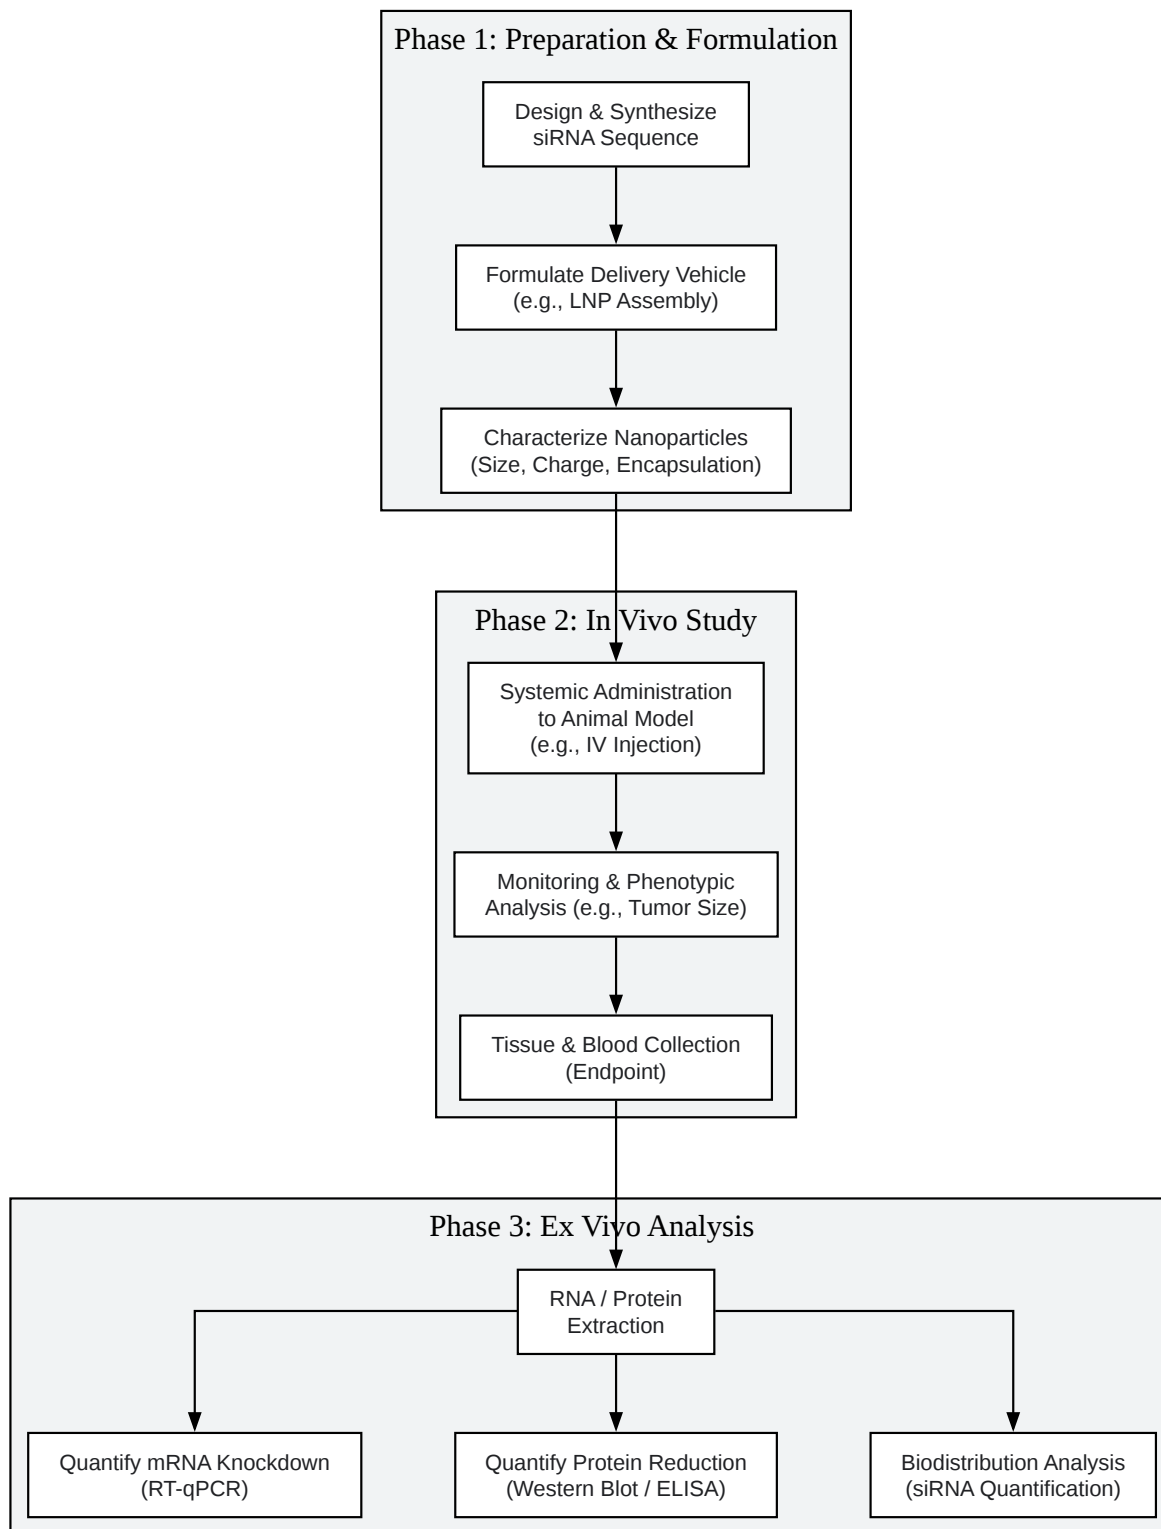 Phase 1: Preparation & Formulation
Design & Synthesize
siRNA Sequence
Formulate Delivery Vehicle
(e.g., LNP Assembly)
Characterize Nanoparticles
(Size, Charge, Encapsulation)
Phase 2: In Vivo Study
Systemic Administration
to Animal Model
(e.g., IV Injection)
Monitoring & Phenotypic
Analysis (e.g., Tumor Size)
Tissue & Blood Collection
(Endpoint)
Phase 3: Ex Vivo Analysis
RNA / Protein
Extraction
Quantify mRNA Knockdown
(RT-qPCR)
Quantify Protein Reduction
(Western Blot / ELISA)
Biodistribution Analysis
(siRNA Quantification)